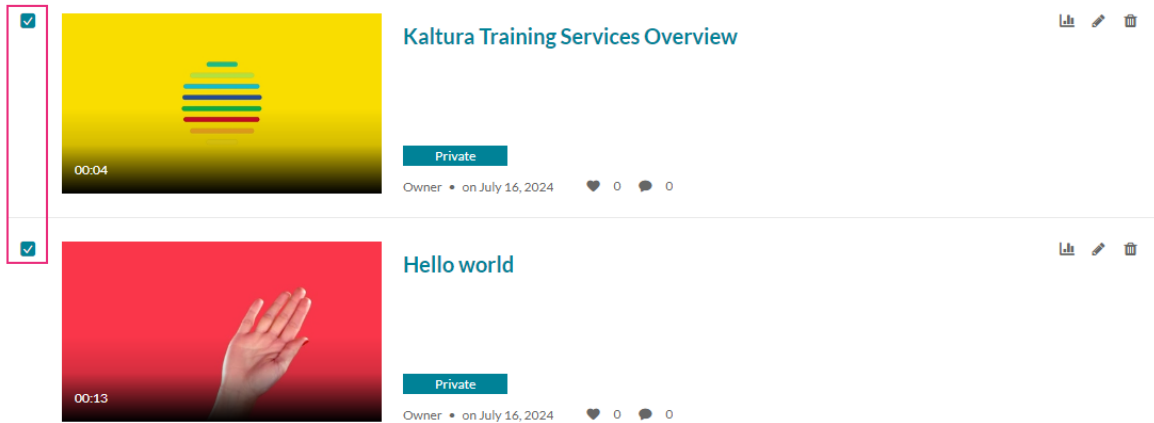 Kaltura Training Services Overview
00:04
Private
Owner • on July 16, 2024 0 0
Hello world
00:13
Private
Owner • on July 16, 2024 0 0